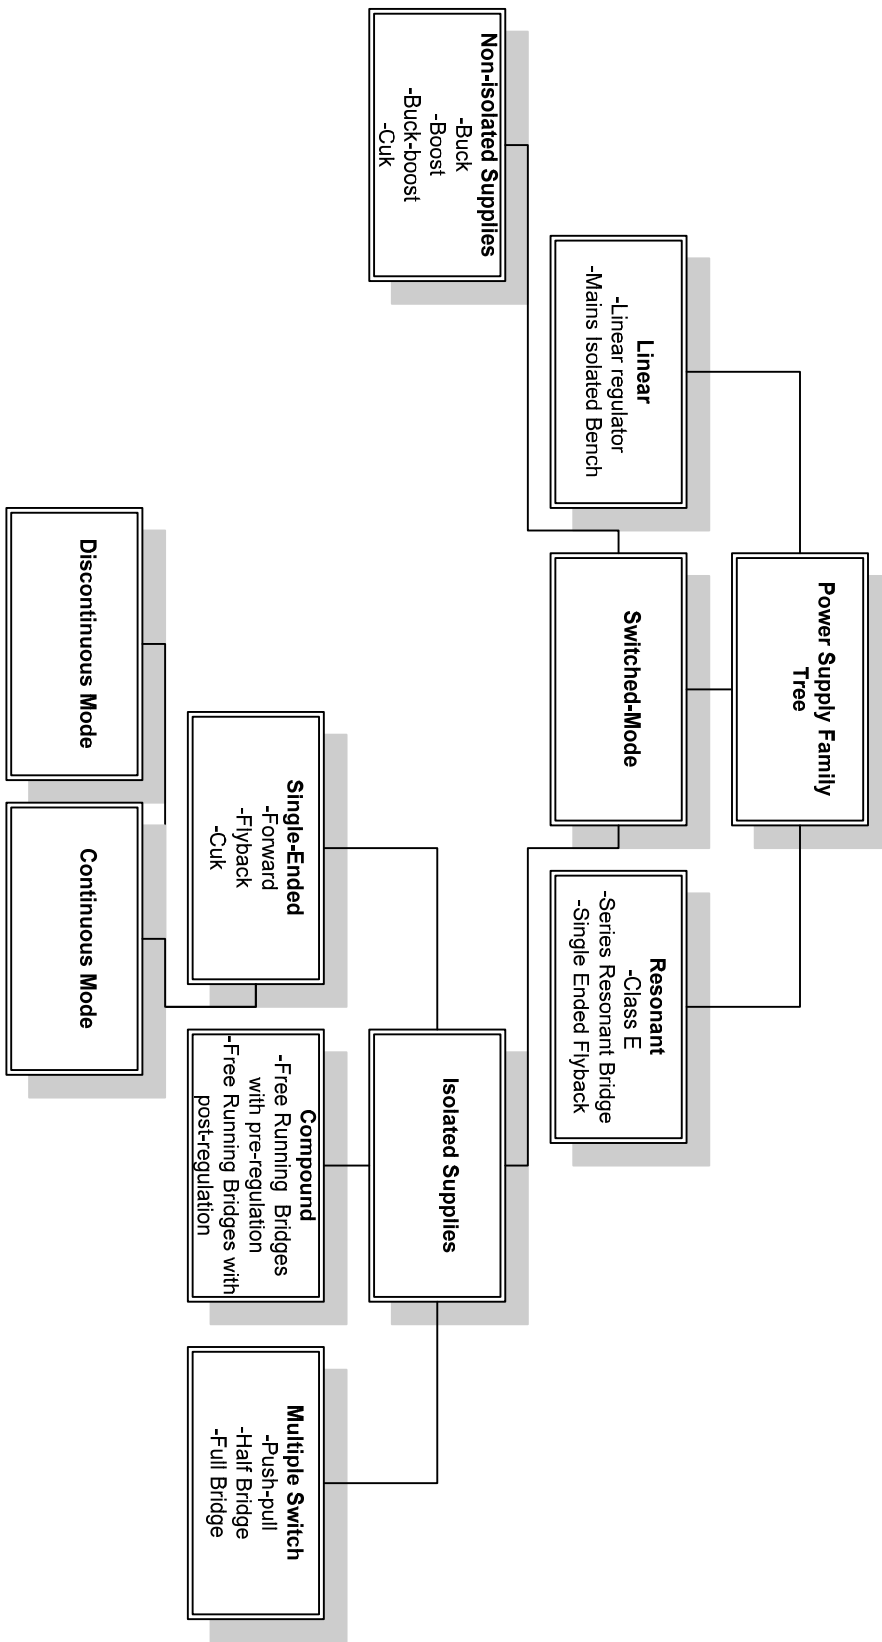 Power Supply Family
Tree
Linear
-Linear regulator
-Mains Isolated Bench
Switched-Mode
Resonant
-Class E
-Series Resonant Bridge
-Single Ended Flyback
Non-isolated Supplies
-Buck
-Boost
-Buck-boost
-Cuk
Isolated Supplies
Single-Ended
-Forward
-Flyback
-Cuk
Compound
-Free Running Bridges
with pre-regulation
-Free Running Bridges with
post-regulation
Multiple Switch
-Push-pull
-Half Bridge
-Full Bridge
Discontinuous Mode
Continuous Mode